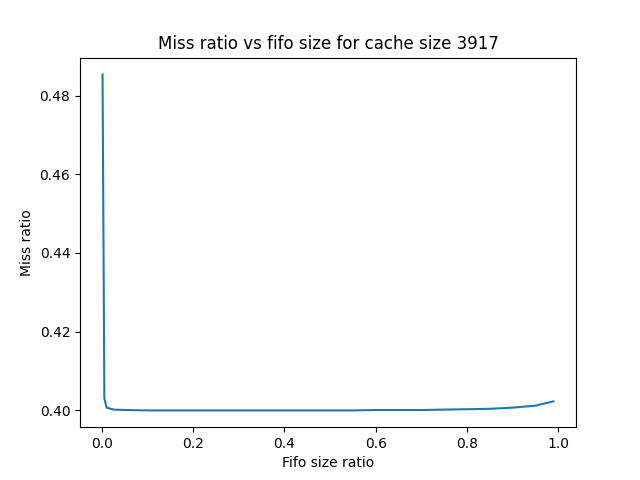 Miss ratio vs fifo size for cache size 3917
Miss ratio
0.48
0.46
0.44
0.42
0.40
0.0 0.2 0.4 0.6 0.8 1.0
Fifo size ratio